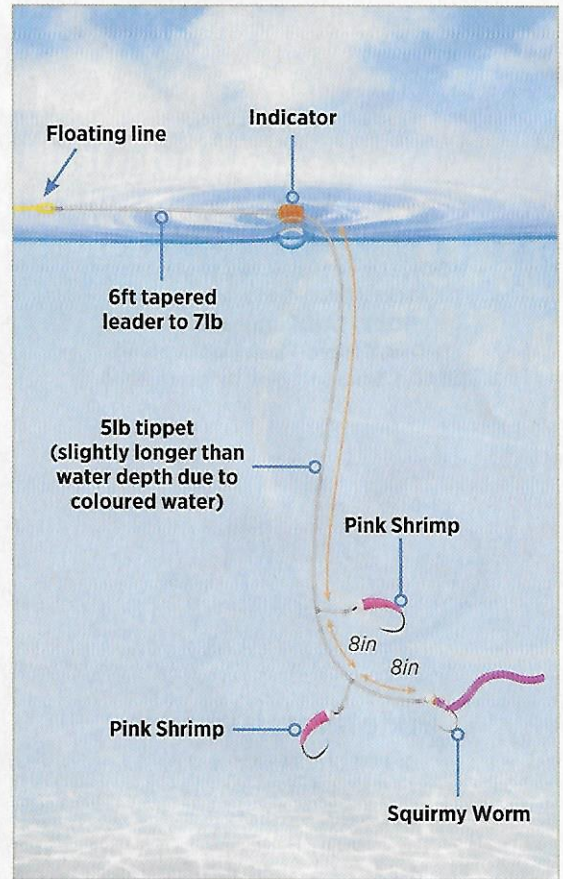 Indicator
Floating line
6ft tapered
leader to 7lb
5lb tippet
(slightly longer than
water depth due to
coloured water)
Pink Shrimp
8in
8in
Pink Shrimp
Squirmy Worm